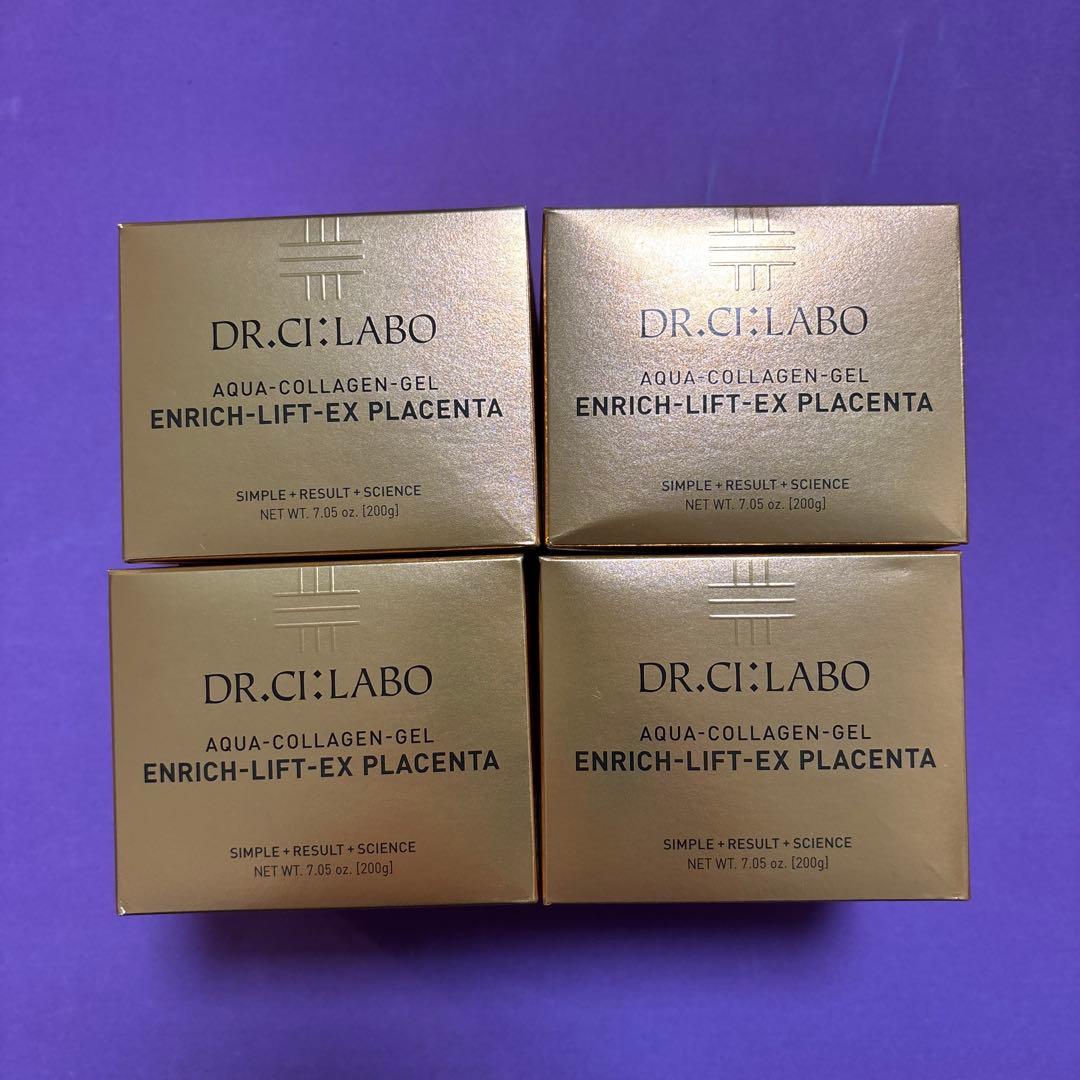 DR.CI:LABO
AQUA-COLLAGEN-GEL
ENRICH-LIFT-EX PLACENTA
SIMPLE+RESULT+SCIENCE
NET WT. 7.05 oz. [200g]
DR.CI:LABO
AQUA-COLLAGEN-GEL
ENRICH-LIFT-EX PLACENTA
SIMPLE+RESULT+SCIENCE
NET WT. 7.05 oz. [200g]
DR.CI:LABO
AQUA-COLLAGEN-GEL
ENRICH-LIFT-EX PLACENTA
SIMPLE+RESULT+SCIENCE
NET WT. 7.05 oz. [200g]
DR.CI:LABO
AQUA-COLLAGEN-GEL
ENRICH-LIFT-EX PLACENTA
SIMPLE+RESULT+SCIENCE
NET WT. 7.05 oz. [200g]